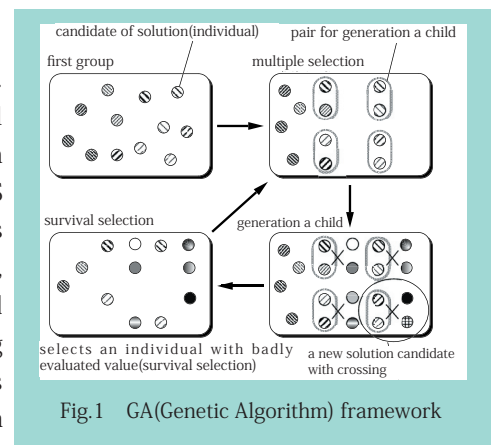 candidate of solution(individual)
pair for generation a child
first group
multiple selection
survival selection
generation a child
selects an individual with badly
evaluated value(survival selection)
a new solution candidate
with crossing
Fig.1 GA(Genetic Algorithm) framework